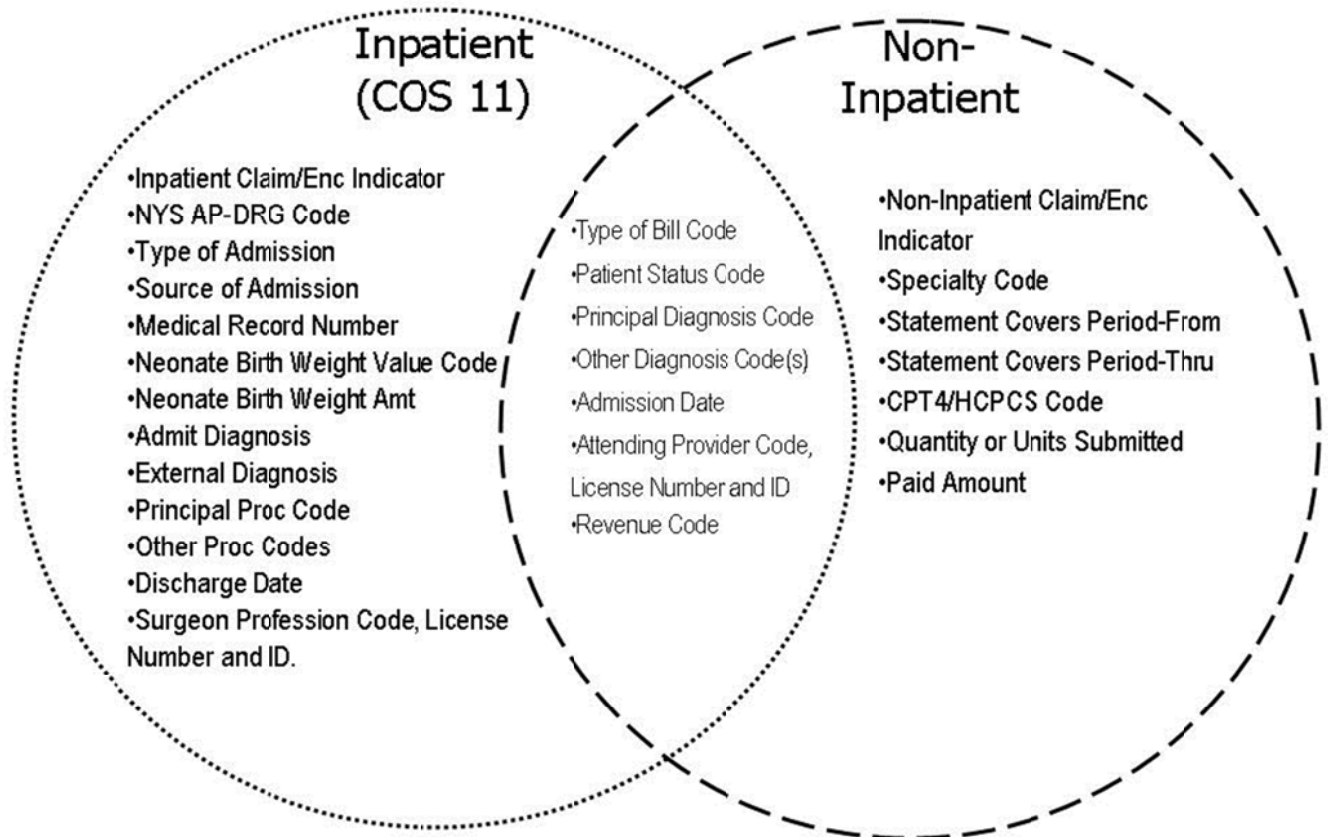 Inpatient
(COS 11)
•Inpatient Claim/Enc Indicator
•NYS AP-DRG Code
•Type of Admission
•Source of Admission
•Medical Record Number
•Neonate Birth Weight Value Code
•Neonate Birth Weight Amt
•Admit Diagnosis
•External Diagnosis
•Principal Proc Code
•Other Proc Codes
•Discharge Date
•Surgeon Profession Code, License
Number and ID.
•Type of Bill Code
•Patient Status Code
•Principal Diagnosis Code
•Other Diagnosis Code(s)
•Admission Date
•Attending Provider Code,
License Number and ID
•Revenue Code
Non-
Inpatient
•Non-Inpatient Claim/Enc
Indicator
•Specialty Code
•Statement Covers Period-From
•Statement Covers Period-Thru
•CPT4/HCPCS Code
•Quantity or Units Submitted
•Paid Amount